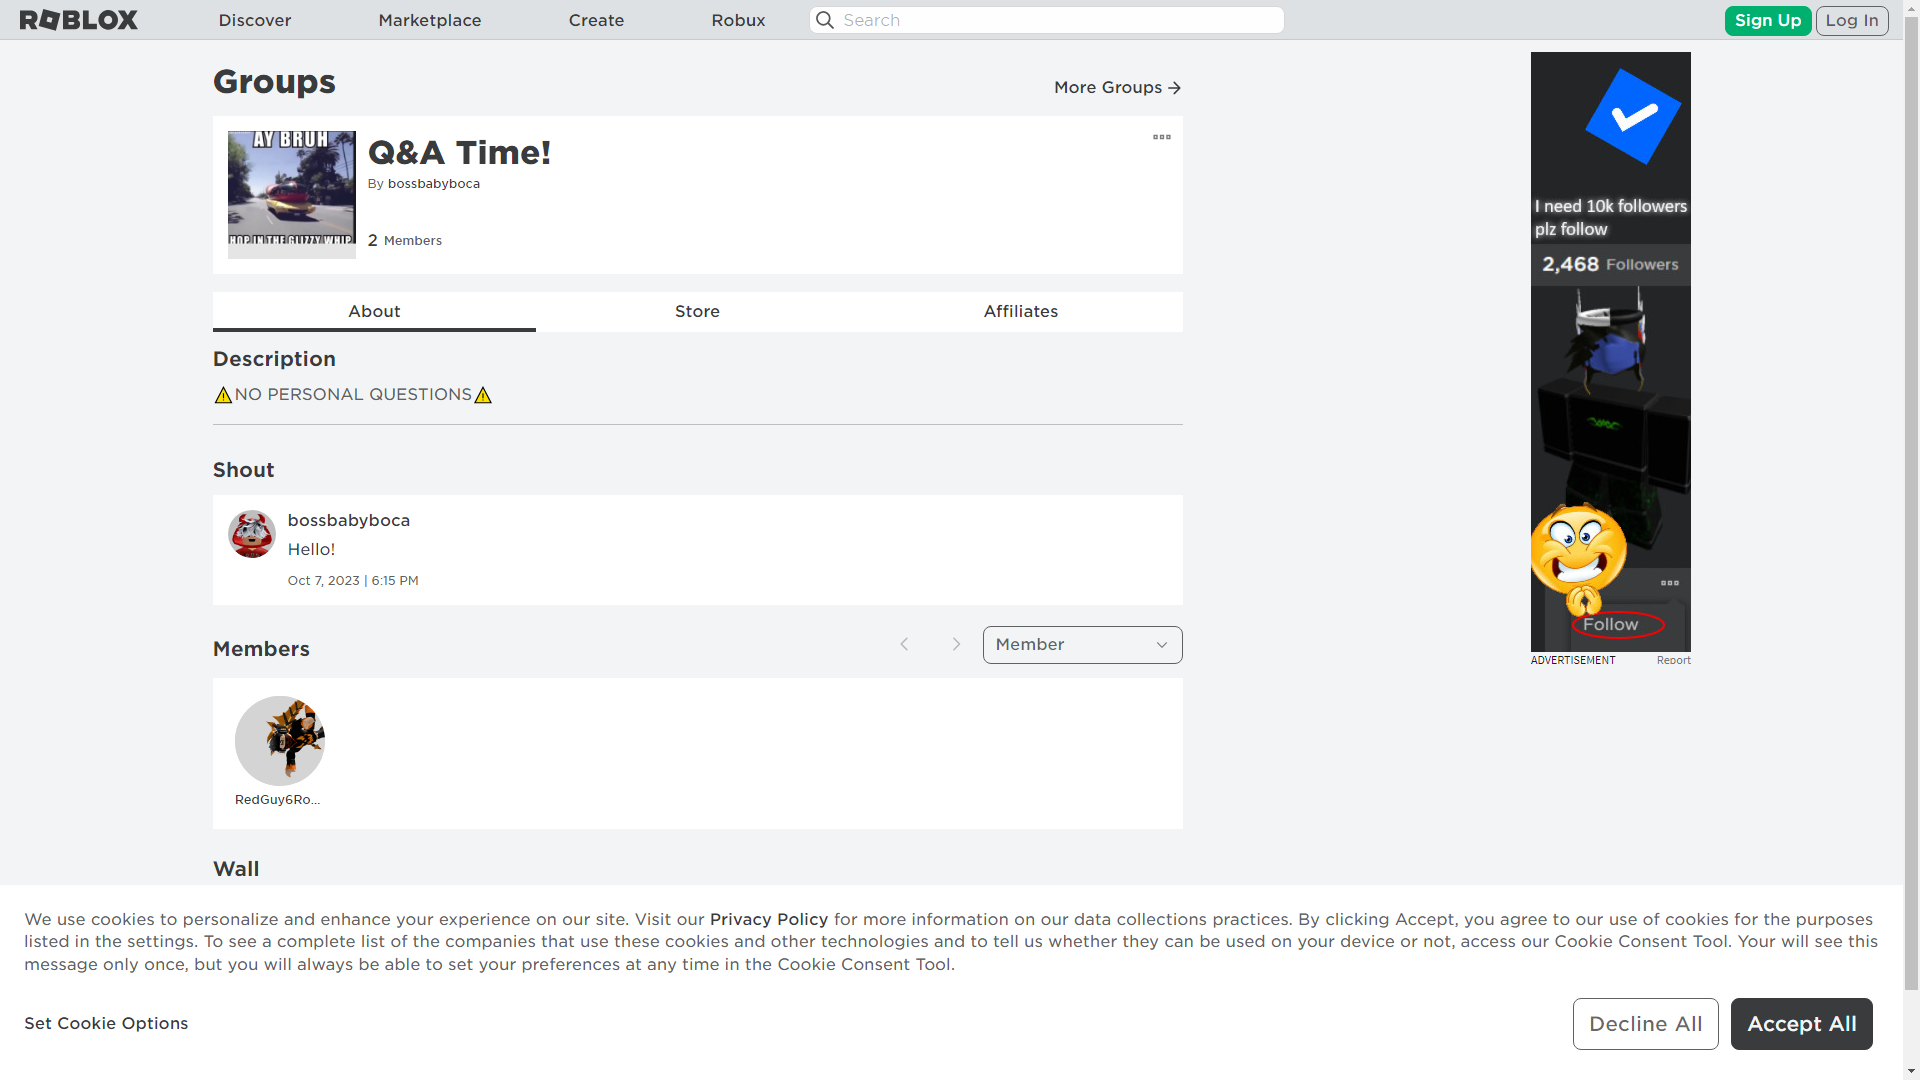 ROBLOX
Discover
Marketplace
Create
Robux
Search
Sign Up
Log In
Groups
More Groups
AY BRUH
HOP IN THE GLIZZY WHIP
Q&A Time!
By bossbabyboca
2 Members
About
Store
Affiliates
Description
⚠NO PERSONAL QUESTIONS⚠
Shout
bossbabyboca
Hello!
Oct 7, 2023 | 6:15 PM
Members
Member
RedGuy6Ro...
Wall
I need 10k followers
plz follow
2,468 Followers
Follow
ADVERTISEMENT
Report
We use cookies to personalize and enhance your experience on our site. Visit our Privacy Policy for more information on our data collections practices. By clicking Accept, you agree to our use of cookies for the purposes
listed in the settings. To see a complete list of the companies that use these cookies and other technologies and to tell us whether they can be used on your device or not, access our Cookie Consent Tool. Your will see this
message only once, but you will always be able to set your preferences at any time in the Cookie Consent Tool.
Set Cookie Options
Decline All
Accept All